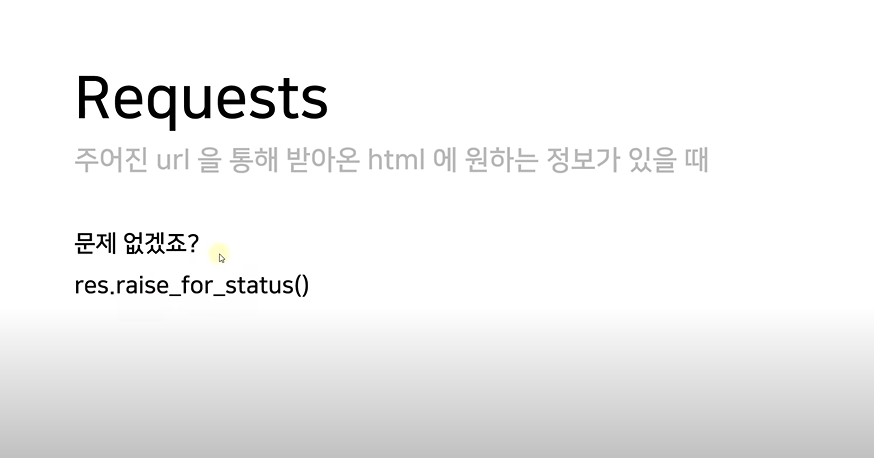 Requests
주어진 url 을 통해 받아온 html 에 원하는 정보가 있을 때
문제 없겠죠?
res.raise_for_status()